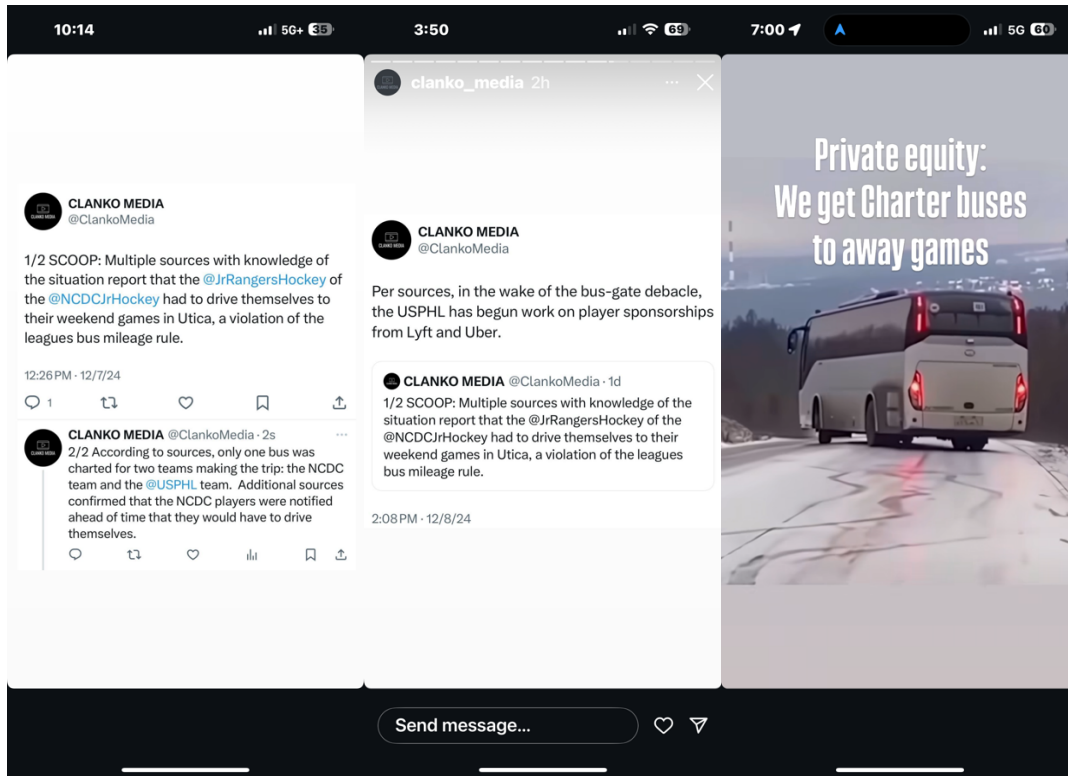 10:14
5G+ 35
CLANKO MEDIA
@ClankoMedia
1/2 SCOOP: Multiple sources with knowledge of
the situation report that the @JrRangersHockey of
the @NCDCJrHockey had to drive themselves to
their weekend games in Utica, a violation of the
leagues bus mileage rule.
12:26 PM · 12/7/24
1
CLANKO MEDIA @ClankoMedia · 2s
2/2 According to sources, only one bus was
charted for two teams making the trip: the NCDC
team and the @USPHL team. Additional sources
confirmed that the NCDC players were notified
ahead of time that they would have to drive
themselves.
3:50
69
clanko_media 2h
CLANKO MEDIA
@ClankoMedia
Per sources, in the wake of the bus-gate debacle,
the USPHL has begun work on player sponsorships
from Lyft and Uber.
CLANKO MEDIA @ClankoMedia · 1d
1/2 SCOOP: Multiple sources with knowledge of the
situation report that the @JrRangersHockey of the
@NCDCJrHockey had to drive themselves to their
weekend games in Utica, a violation of the leagues
bus mileage rule.
2:08 PM · 12/8/24
Send message...
7:00
5G 60
Private equity:
We get Charter buses
to away games